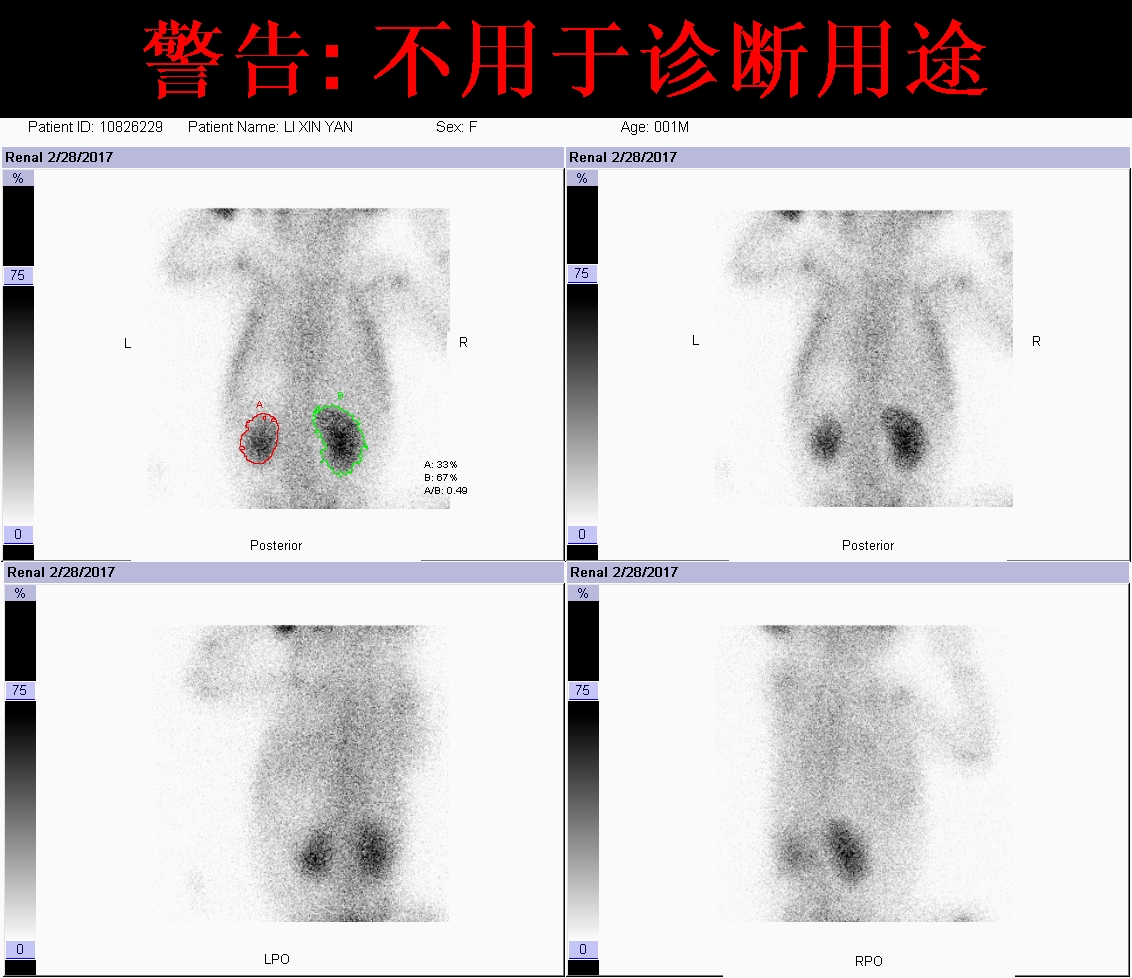 警告: 不用于诊断用途
Patient ID: 10826229 Patient Name: LI XIN YAN Sex: F Age: 001M
Renal 2/28/2017
%
75
0
L
R
A
B
A: 33%
B: 67%
A/B: 0.49
Posterior
Renal 2/28/2017
%
75
0
L
R
Posterior
Renal 2/28/2017
%
75
0
LPO
Renal 2/28/2017
%
75
0
RPO